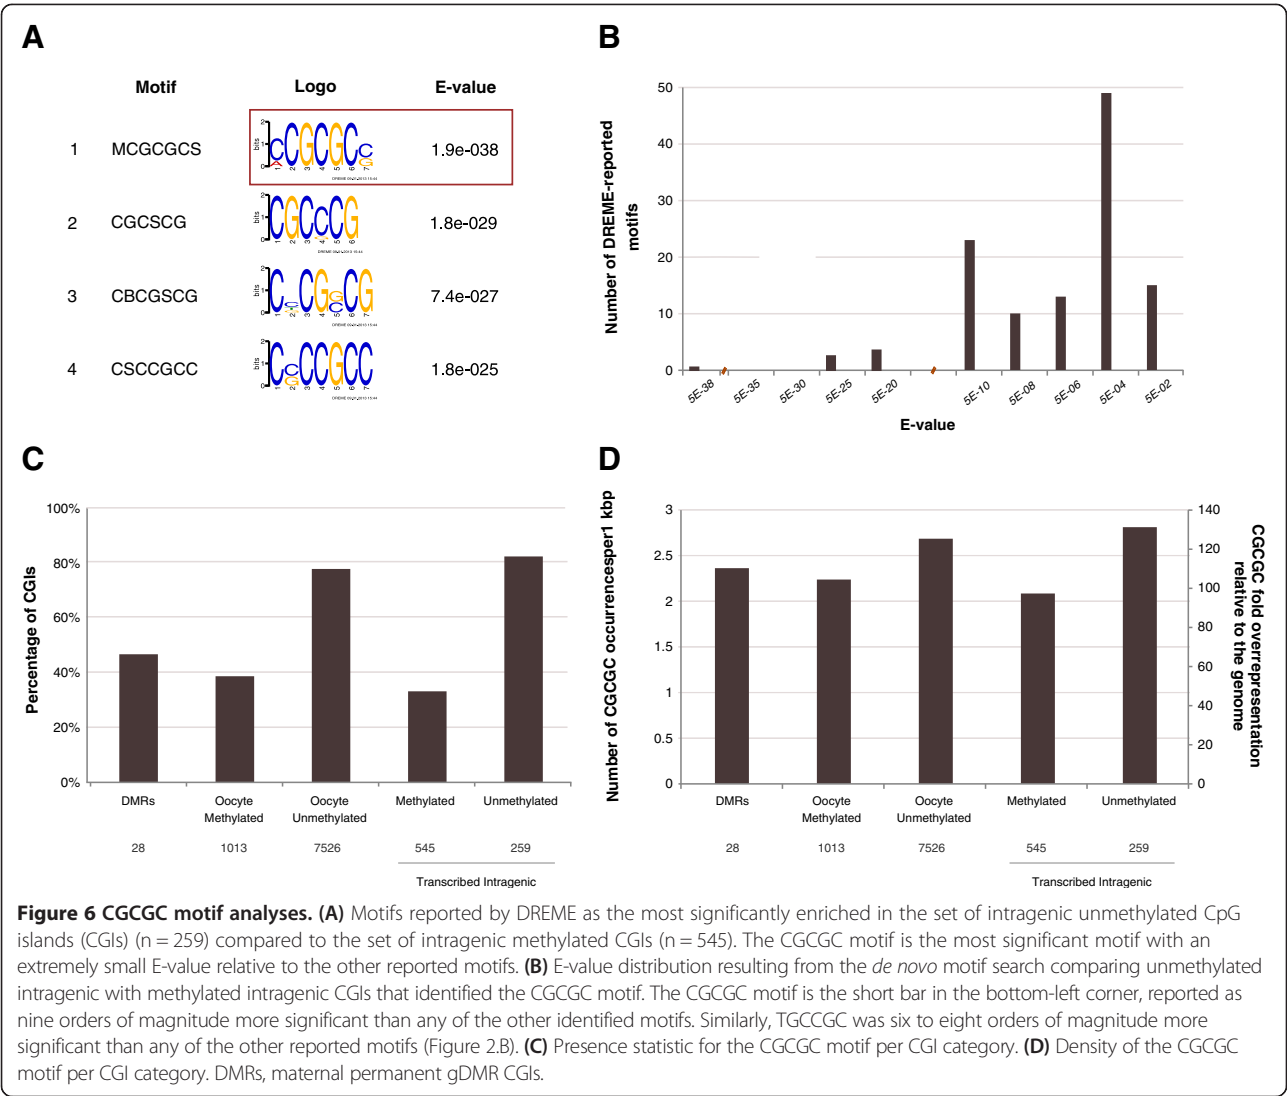 A
Motif Logo E-value
1 MCGCGCS 1.9e-038
2 CGCSCG 1.8e-029
3 CBCGSCG 7.4e-027
4 CSCCGCC 1.8e-025
B
Number of DREME-reported
motifs
50
40
30
20
10
0
5E-38 5E-35 5E-30 5E-25 5E-20 5E-10 5E-08 5E-06 5E-04 5E-02
E-value
C
Percentage of CGIs
100%
80%
60%
40%
20%
0%
DMRs Oocyte Methylated Oocyte Unmethylated Methylated Unmethylated
28 1013 7526 545 259
Transcribed Intragenic
D
Number of CGCGC occurrencesper1 kbp
3
2.5
2
1.5
1
0.5
0
140
120
100
80
60
40
20
0
CGCGC fold overrepresentation
relative to the genome
DMRs Oocyte Methylated Oocyte Unmethylated Methylated Unmethylated
28 1013 7526 545 259
Transcribed Intragenic
Figure 6 CGCGC motif analyses. (A) Motifs reported by DREME as the most significantly enriched in the set of intragenic unmethylated CpG
islands (CGIs) (n = 259) compared to the set of intragenic methylated CGIs (n = 545). The CGCGC motif is the most significant motif with an
extremely small E-value relative to the other reported motifs. (B) E-value distribution resulting from the de novo motif search comparing unmethylated
intragenic with methylated intragenic CGIs that identified the CGCGC motif. The CGCGC motif is the short bar in the bottom-left corner, reported as
nine orders of magnitude more significant than any of the other identified motifs. Similarly, TGCCGC was six to eight orders of magnitude more
significant than any of the other reported motifs (Figure 2.B). (C) Presence statistic for the CGCGC motif per CGI category. (D) Density of the CGCGC
motif per CGI category. DMRs, maternal permanent gDMR CGIs.